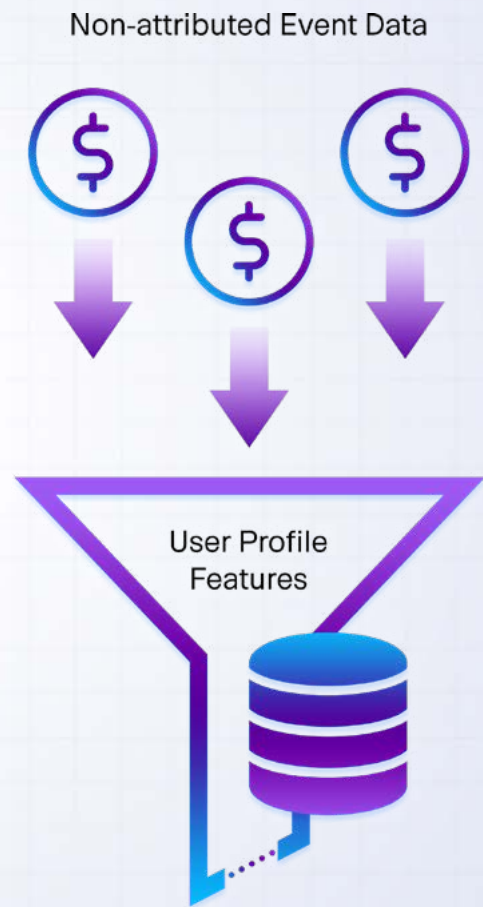 Non-attributed Event Data
$
$
$
User Profile
Features